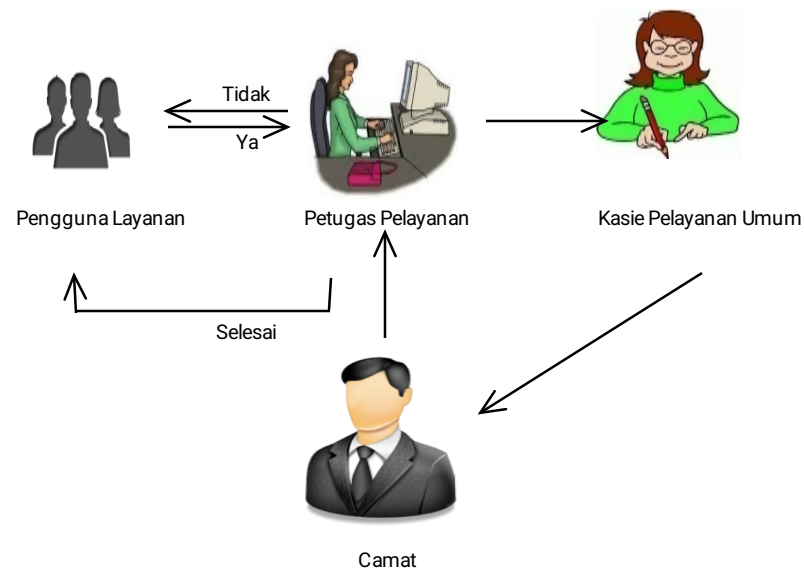 Tidak
Ya
Pengguna Layanan
Petugas Pelayanan
Kasie Pelayanan Umum
Selesai
Camat